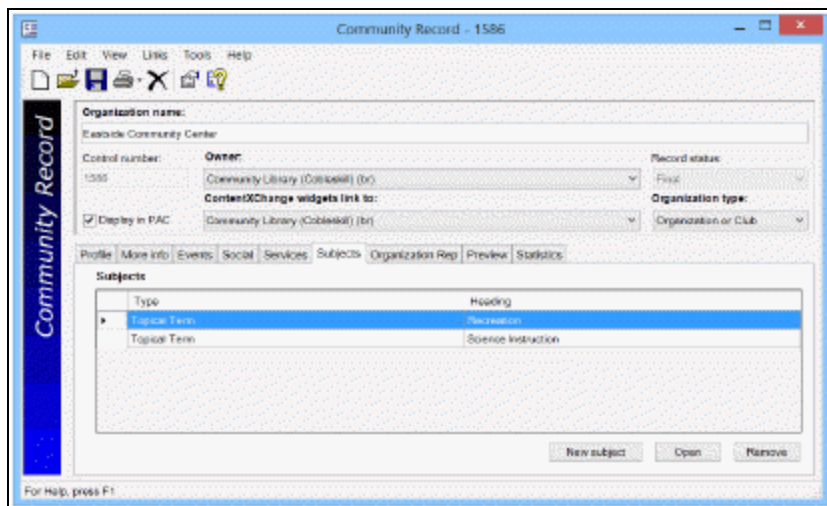 Community Record - 1586
File Edit View Links Tools Help
Community Record
Organization name:
Eastside Community Center
Control number: Owner: Record status:
1586 Community Library (Cobleskill) (br) Final
ContentXChange widgets link to: Organization type:
Display in PAC Community Library (Cobleskill) (br) Organization or Club
Profile More info Events Social Services Subjects Organization Rep Preview Statistics
Subjects
Type Heading
Topical Term Recreation
Topical Term Science Instruction
New subject Open Remove
For Help, press F1